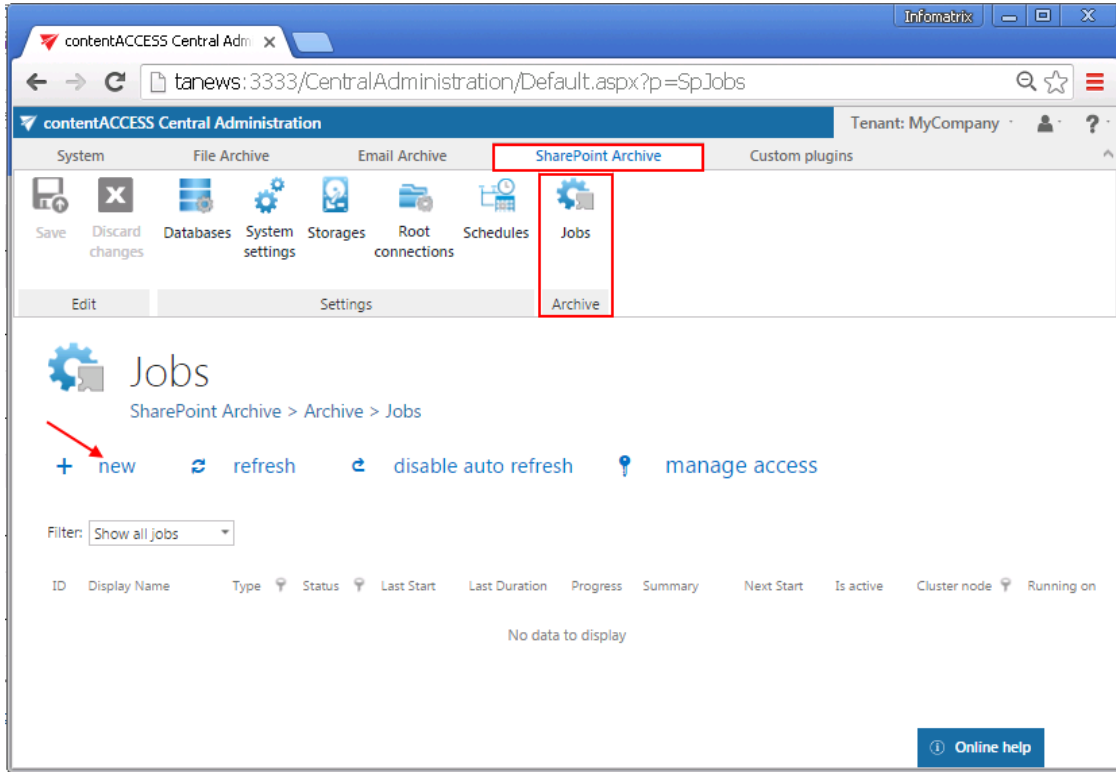 Infomatrix
contentACCESS Central Adm
tanews:3333/CentralAdministration/Default.aspx?p=SpJobs
contentACCESS Central Administration
Tenant: MyCompany
?
System File Archive Email Archive SharePoint Archive Custom plugins
Save Discard changes Databases System settings Storages Root connections Schedules Jobs
Edit Settings Archive
Jobs
SharePoint Archive > Archive > Jobs
+ new refresh disable auto refresh manage access
Filter: Show all jobs
ID Display Name Type Status Last Start Last Duration Progress Summary Next Start Is active Cluster node Running on
No data to display
Online help